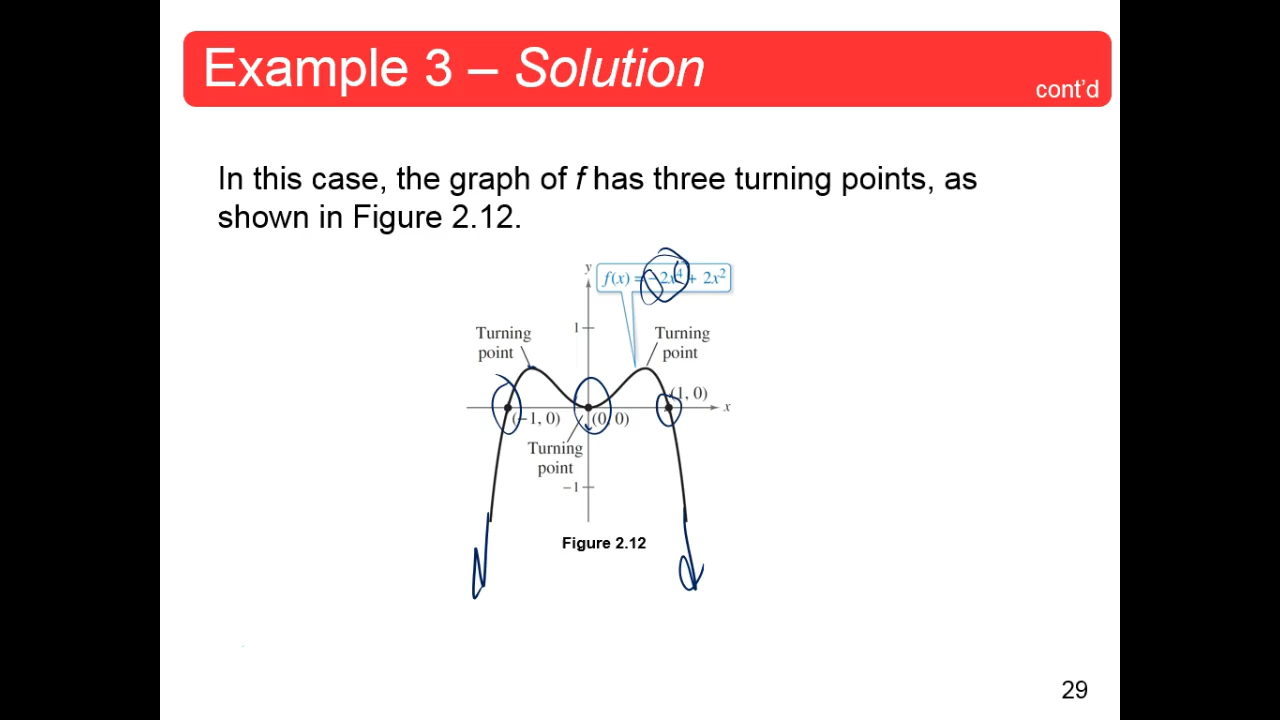 Example 3 – Solution
cont'd
In this case, the graph of f has three turning points, as
shown in Figure 2.12.
y
f(x) = −2x⁴ + 2x²
1
Turning
point
Turning
point
(1, 0)
x
(−1, 0)
(0, 0)
Turning
point
−1
Figure 2.12
29